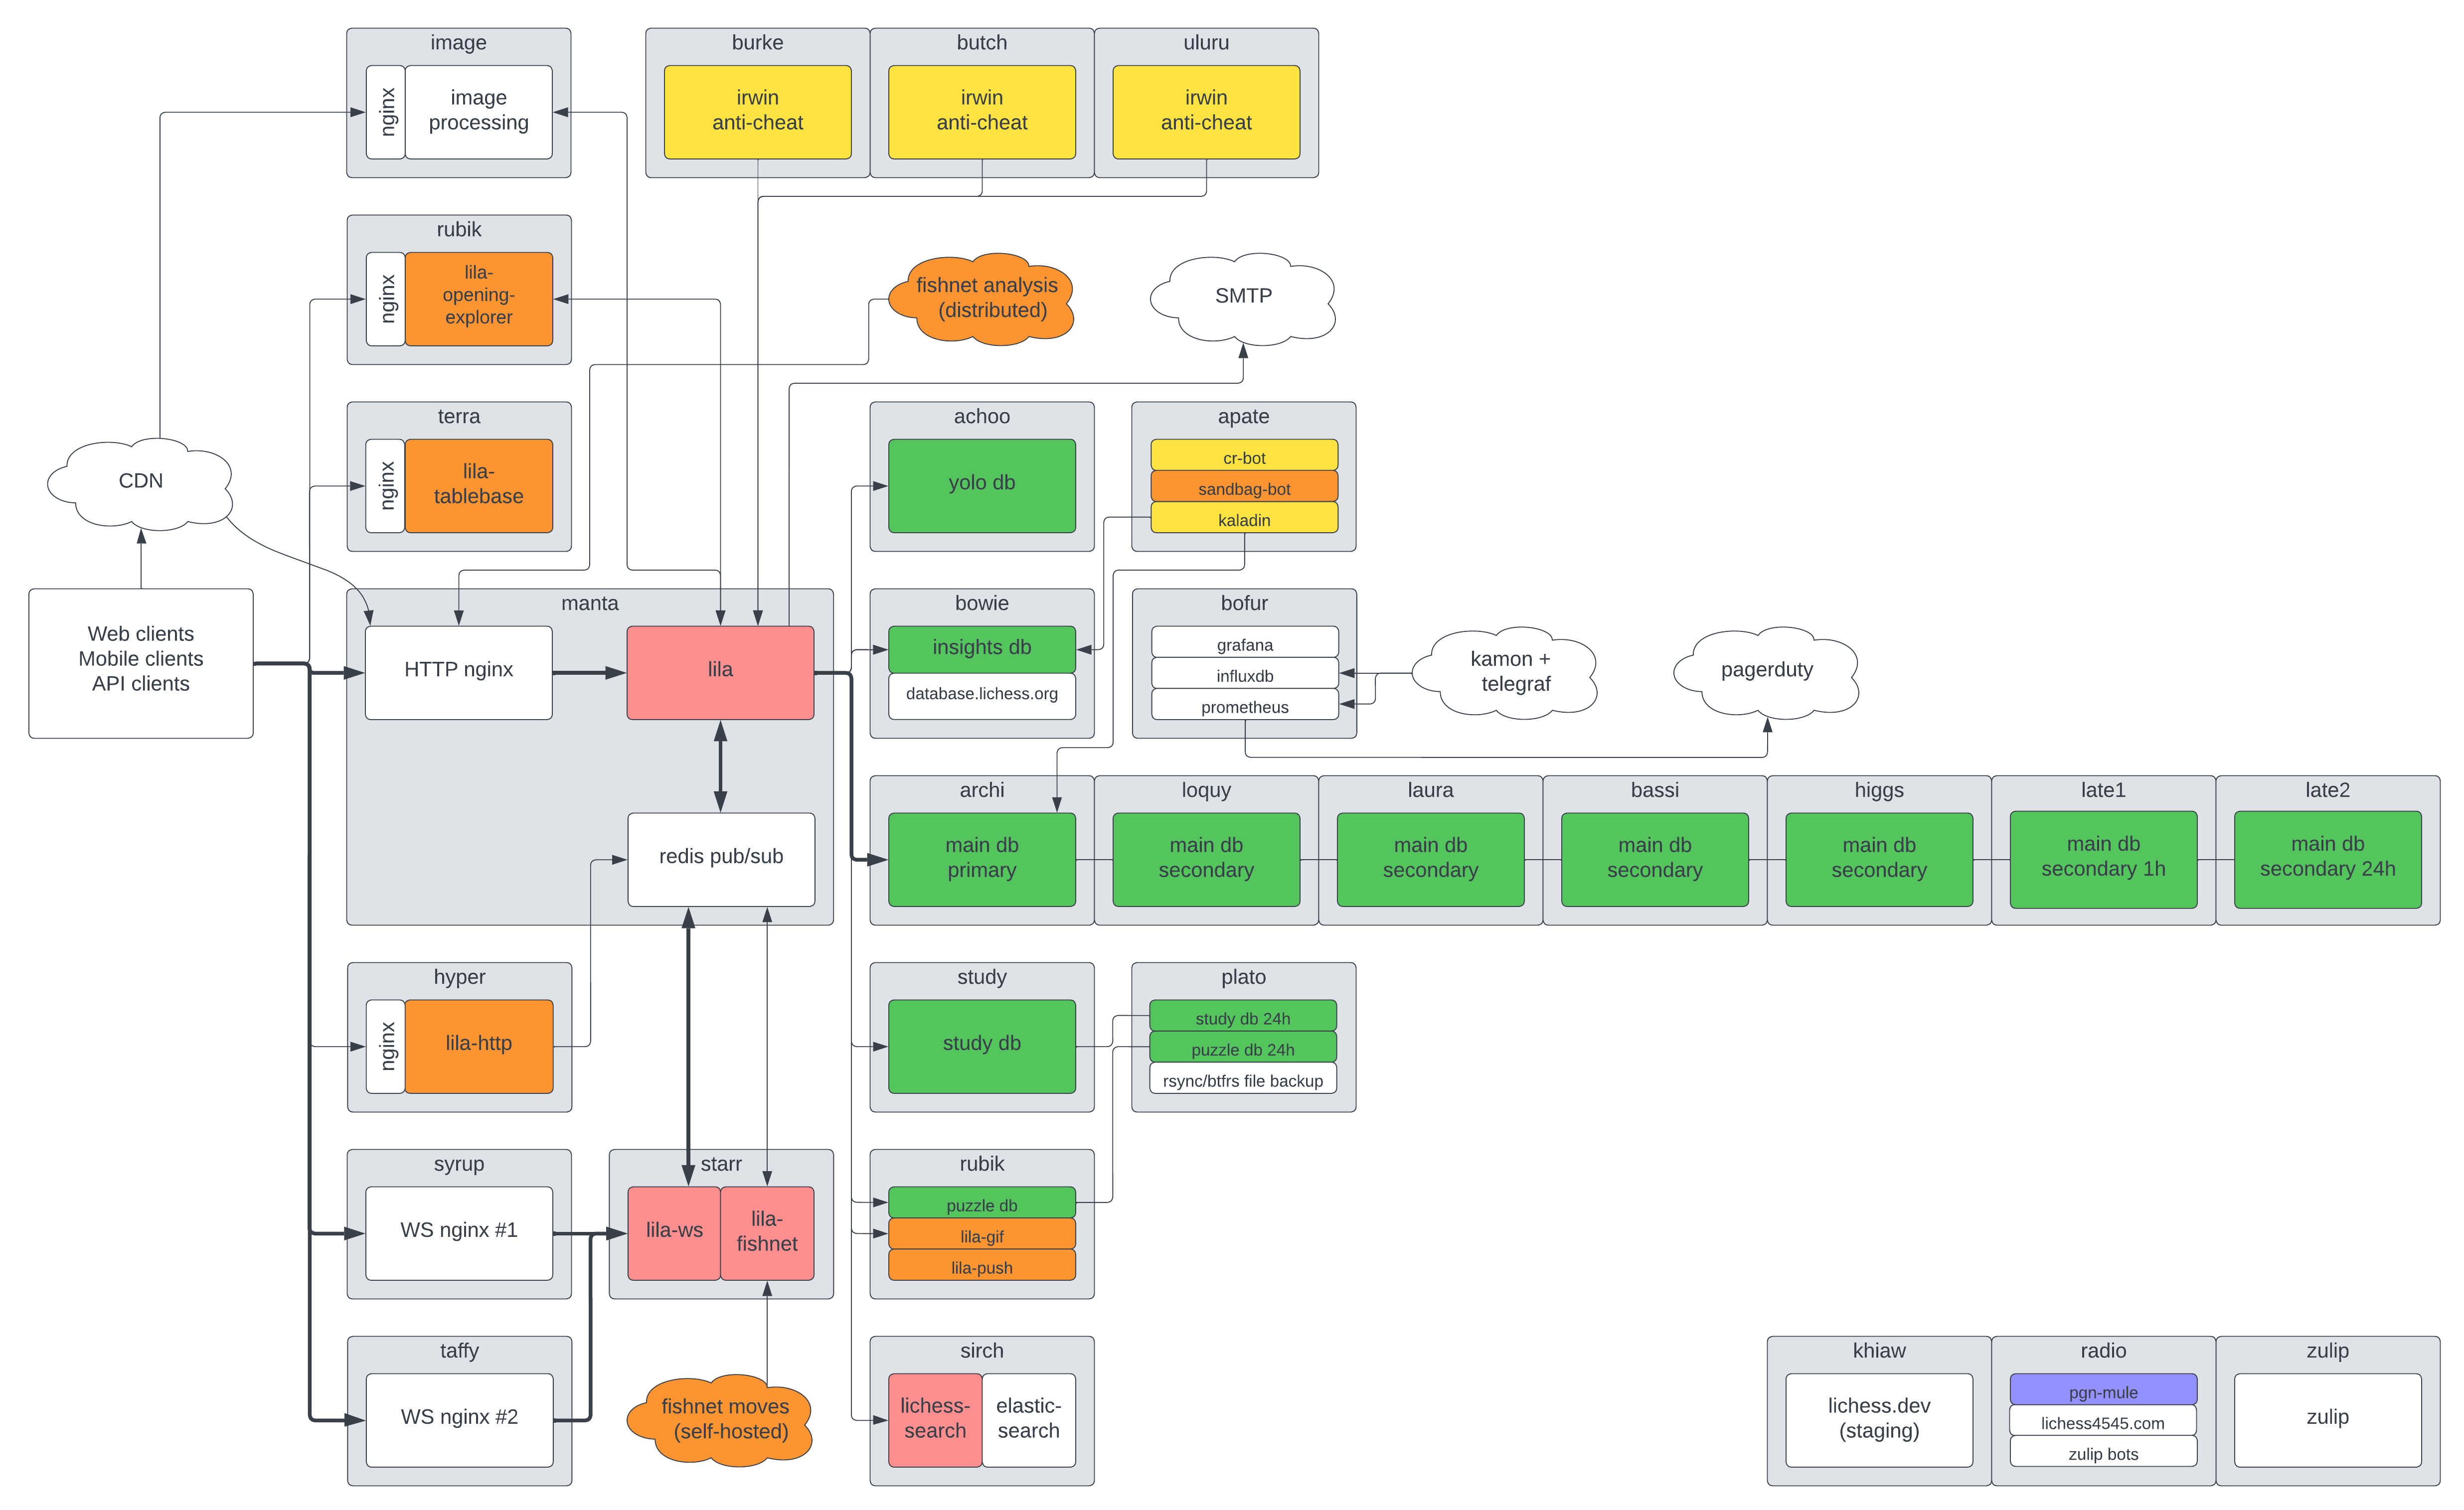 image
nginx
image
processing
burke
irwin
anti-cheat
butch
irwin
anti-cheat
uluru
irwin
anti-cheat
rubik
nginx
lila-
opening-
explorer
fishnet analysis
(distributed)
SMTP
terra
nginx
lila-
tablebase
achoo
yolo db
apate
cr-bot
sandbag-bot
kaladin
CDN
Web clients
Mobile clients
API clients
manta
HTTP nginx
lila
redis pub/sub
bowie
insights db
database.lichess.org
bofur
grafana
influxdb
prometheus
kamon +
telegraf
pagerduty
archi
main db
primary
loquy
main db
secondary
laura
main db
secondary
bassi
main db
secondary
higgs
main db
secondary
late1
main db
secondary 1h
late2
main db
secondary 24h
hyper
nginx
lila-http
study
study db
plato
study db 24h
puzzle db 24h
rsync/btfrs file backup
syrup
WS nginx #1
starr
lila-ws
lila-
fishnet
rubik
puzzle db
lila-gif
lila-push
taffy
WS nginx #2
fishnet moves
(self-hosted)
sirch
lichess-
search
elastic-
search
khiaw
lichess.dev
(staging)
radio
pgn-mule
lichess4545.com
zulip bots
zulip
zulip